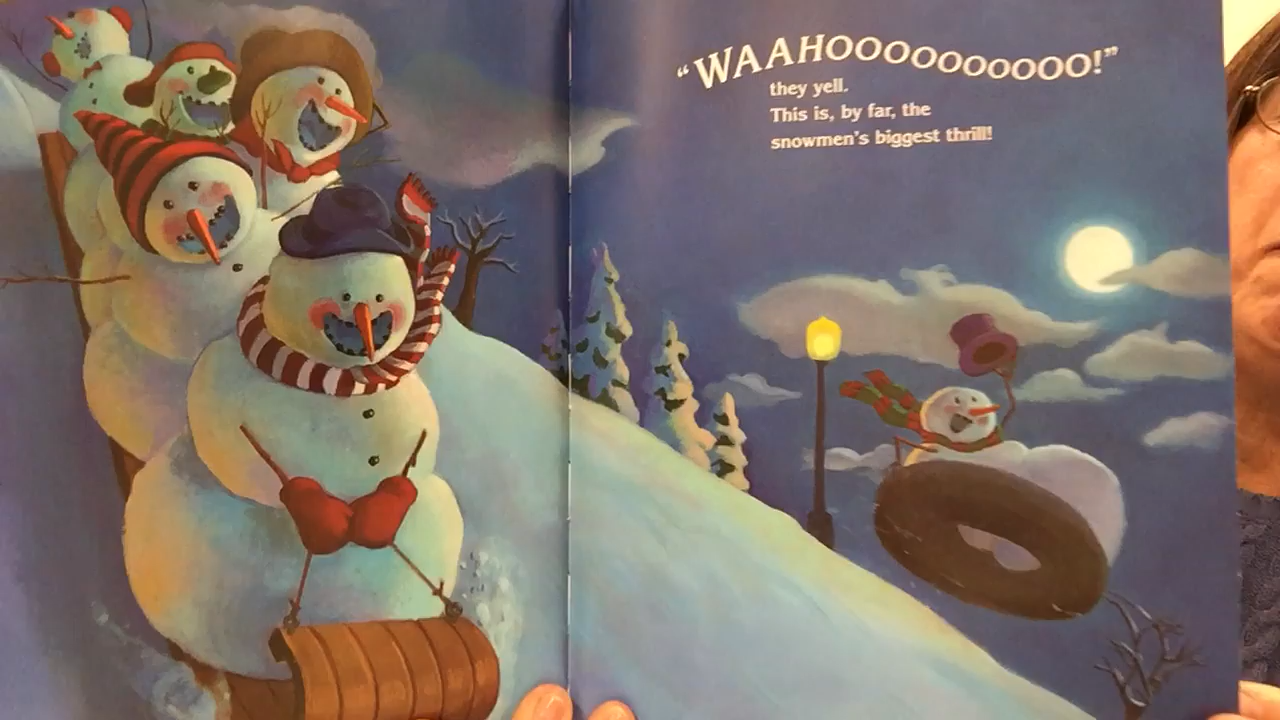 “WAAHOOOOOOOOOO!”
they yell.
This is, by far, the
snowmen’s biggest thrill!